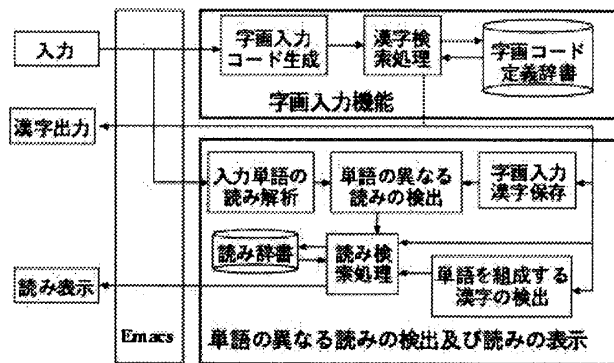 入力
字画入力
コード生成
漢字検
索処理
字画コード
定義辞書
字画入力機能
漢字出力
入力単語の
読み解析
単語の異なる
読みの検出
字画入力
漢字保存
読み辞書
読み検
索処理
単語を組成する
漢字の検出
読み表示
Emacs
単語の異なる読みの検出及び読みの表示